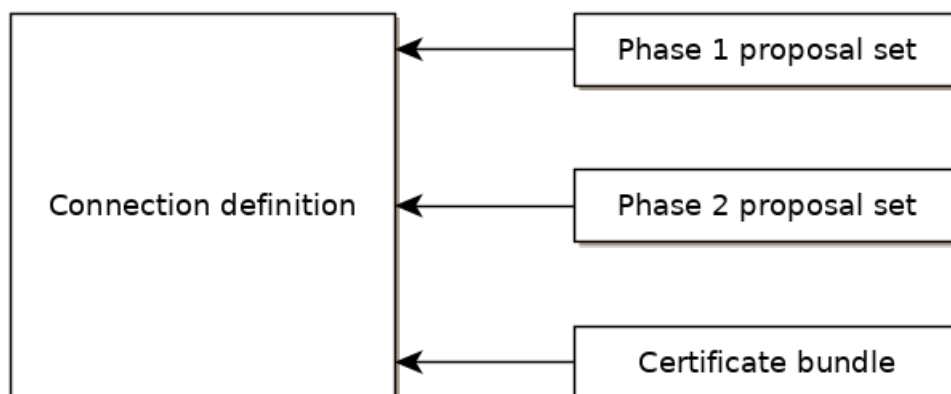 Phase 1 proposal set
Connection definition
Phase 2 proposal set
Certificate bundle